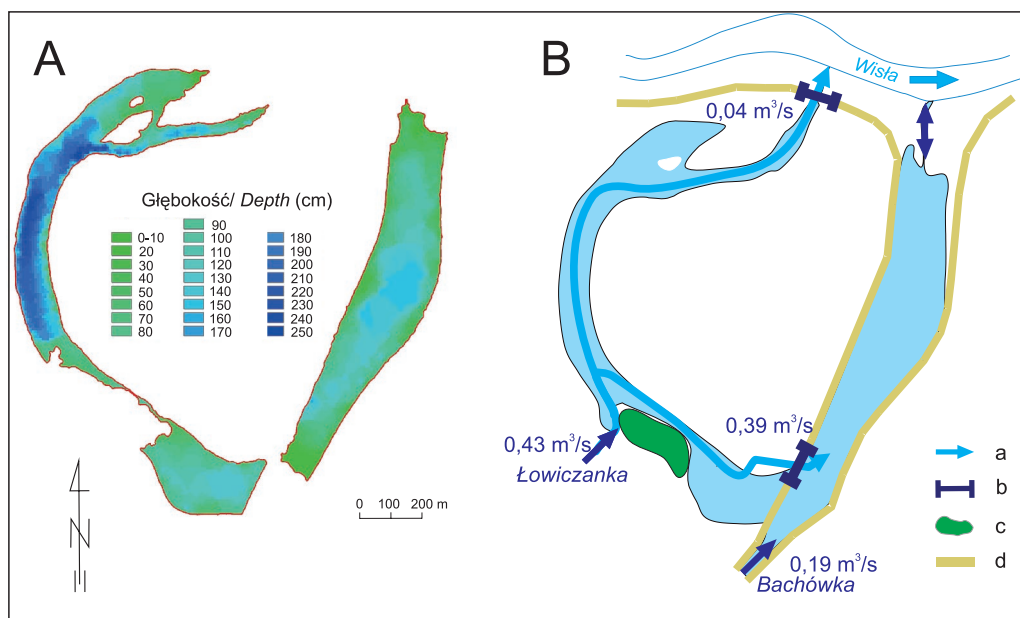 A
Głębokość/ Depth (cm)
0-10
20
30
40
50
60
70
80
90
100
110
120
130
140
150
160
170
180
190
200
210
220
230
240
250
N
0 100 200 m
B
Wisła
0,04 m³/s
0,43 m³/s
Łowiczanka
0,39 m³/s
0,19 m³/s
Bachówka
a
b
c
d